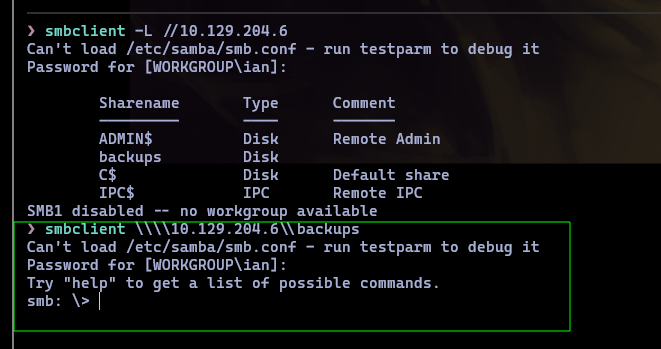 ❯ smbclient -L //10.129.204.6
Can't load /etc/samba/smb.conf - run testparm to debug it
Password for [WORKGROUP\ian]:
Sharename Type Comment
--------- ---- -------
ADMIN$ Disk Remote Admin
backups Disk
C$ Disk Default share
IPC$ IPC Remote IPC
SMB1 disabled -- no workgroup available
❯ smbclient \\\\10.129.204.6\\backups
Can't load /etc/samba/smb.conf - run testparm to debug it
Password for [WORKGROUP\ian]:
Try "help" to get a list of possible commands.
smb: \>